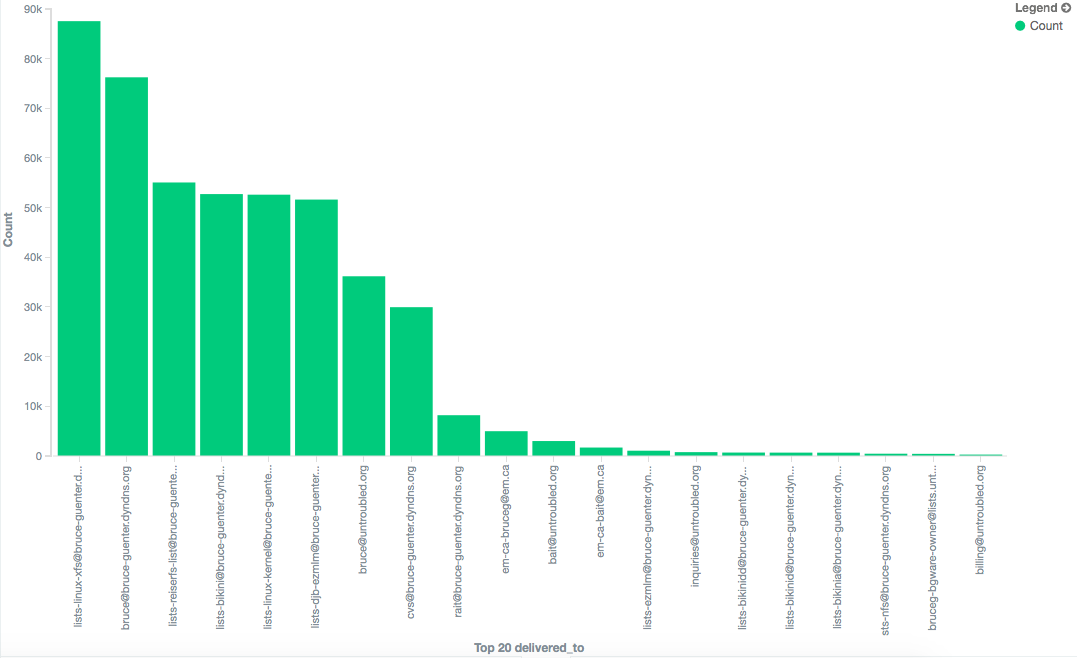 Legend
Count
90k
80k
70k
60k
50k
40k
30k
20k
10k
0
Count
lists-linux-xfs@bruce-guenter.d...
bruce@bruce-guenter.dyndns.org
lists-reiserfs-list@bruce-guente...
lists-bikini@bruce-guenter.dynd...
lists-linux-kernel@bruce-guente...
lists-djb-ezmlm@bruce-guenter...
bruce@untroubled.org
cvs@bruce-guenter.dyndns.org
rait@bruce-guenter.dyndns.org
em-ca-bruceg@em.ca
bait@untroubled.org
em-ca-bait@em.ca
lists-ezmlm@bruce-guenter.dyn...
inquiries@untroubled.org
lists-bikinidd@bruce-guenter.dy...
lists-bikinid@bruce-guenter.dyn...
lists-bikinia@bruce-guenter.dyn...
sts-nfs@bruce-guenter.dyndns.org
bruceg-bgware-owner@lists.unt...
billing@untroubled.org
Top 20 delivered_to